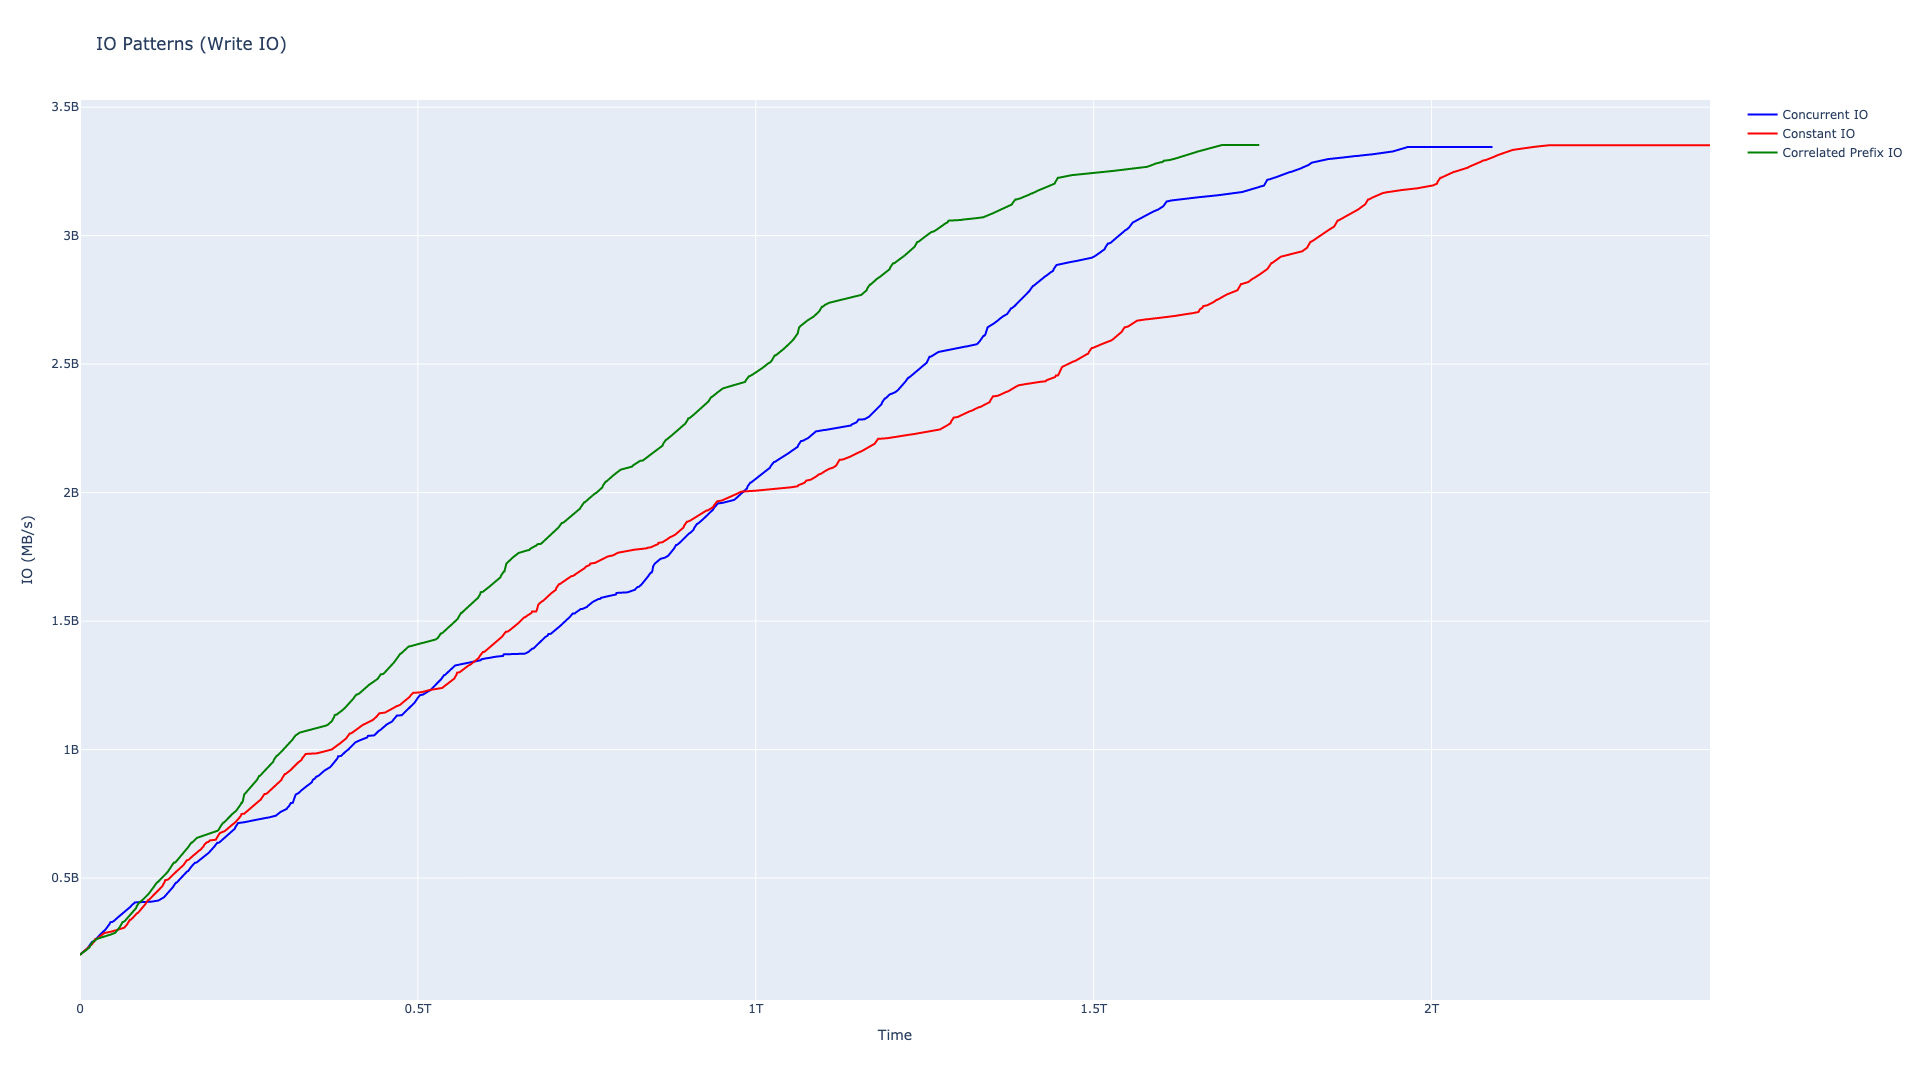 IO Patterns (Write IO)
3.5B
3B
2.5B
2B
1.5B
1B
0.5B
IO (MB/s)
0
0.5T
1T
1.5T
2T
Time
Concurrent IO
Constant IO
Correlated Prefix IO